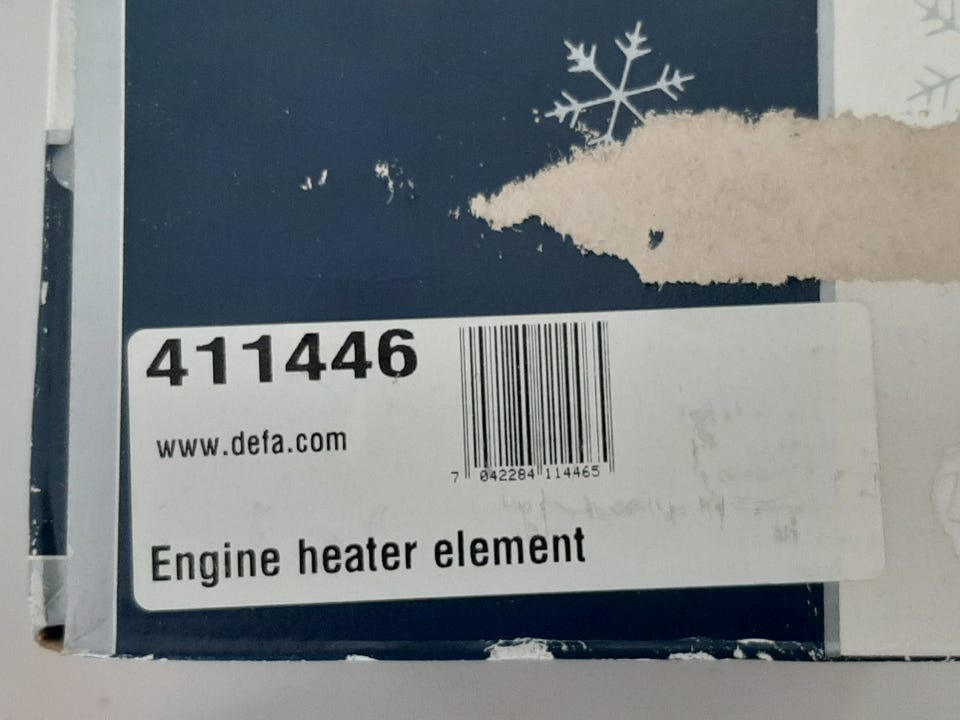 411446
www.defa.com
7 042284 114465
Engine heater element